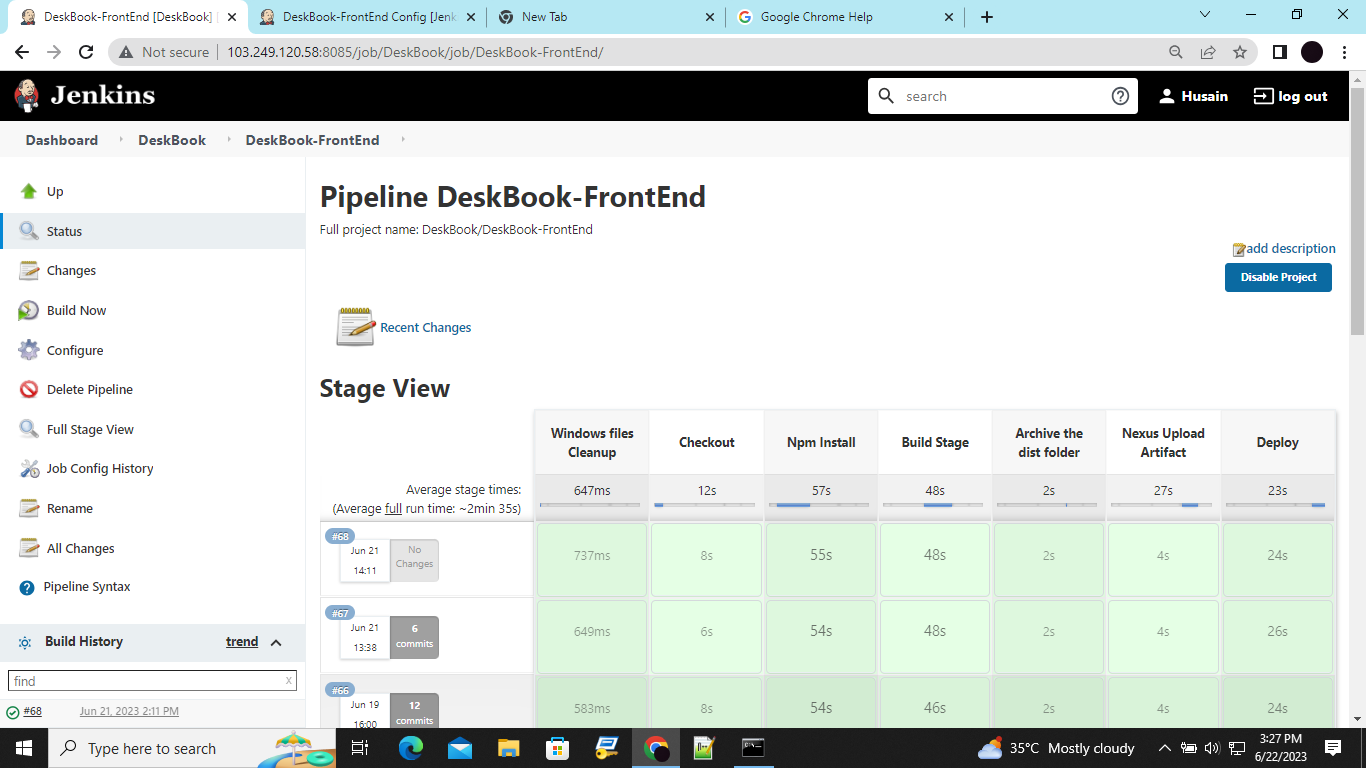 DeskBook-FrontEnd [DeskBook]
DeskBook-FrontEnd Config [Jenk
New Tab
Google Chrome Help
Not secure
103.249.120.58:8085/job/DeskBook/job/DeskBook-FrontEnd/
Jenkins
search
Husain
log out
Dashboard
DeskBook
DeskBook-FrontEnd
Up
Status
Changes
Build Now
Configure
Delete Pipeline
Full Stage View
Job Config History
Rename
All Changes
Pipeline Syntax
Build History
trend
find
x
#68
Jun 21, 2023 2:11 PM
Pipeline DeskBook-FrontEnd
Full project name: DeskBook/DeskBook-FrontEnd
add description
Disable Project
Recent Changes
Stage View
Windows files
Cleanup
Checkout
Npm Install
Build Stage
Archive the
dist folder
Nexus Upload
Artifact
Deploy
Average stage times:
(Average full run time: ~2min 35s)
647ms
12s
57s
48s
2s
27s
23s
#68
Jun 21
14:11
No
Changes
737ms
8s
55s
48s
2s
4s
24s
#67
Jun 21
13:38
6
commits
649ms
6s
54s
48s
2s
4s
26s
#66
Jun 19
16:00
12
commits
583ms
8s
54s
46s
2s
4s
24s
Type here to search
35°C Mostly cloudy
3:27 PM
6/22/2023